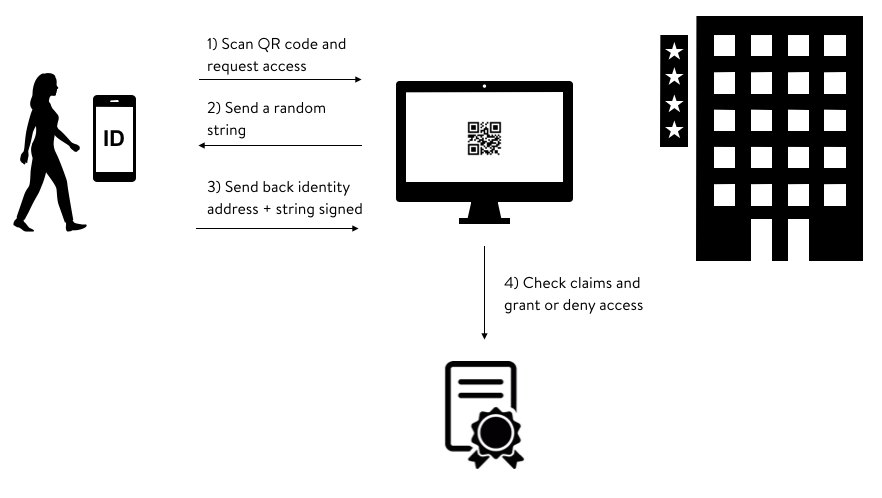 1) Scan QR code and
request access
2) Send a random
string
ID
3) Send back identity
address + string signed
4) Check claims and
grant or deny access